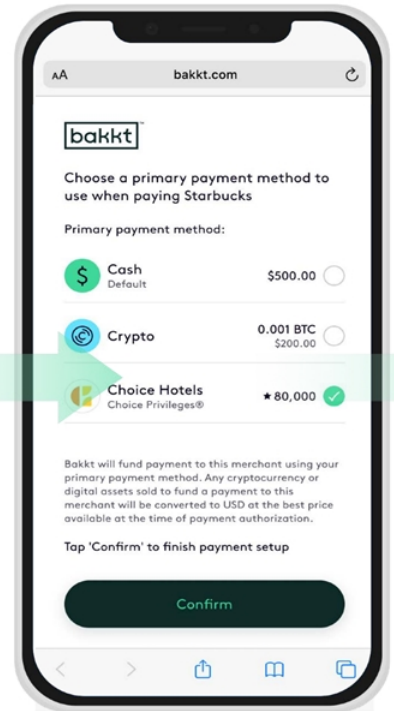 AA bakkt.com
bakkt™
Choose a primary payment method to
use when paying Starbucks
Primary payment method:
$ Cash $500.00
Default
Crypto 0.001 BTC
$200.00
Choice Hotels ★ 80,000
Choice Privileges®
Bakkt will fund payment to this merchant using your
primary payment method. Any cryptocurrency or
digital assets sold to fund a payment to this
merchant will be converted to USD at the best price
available at the time of payment authorization.
Tap 'Confirm' to finish payment setup
Confirm